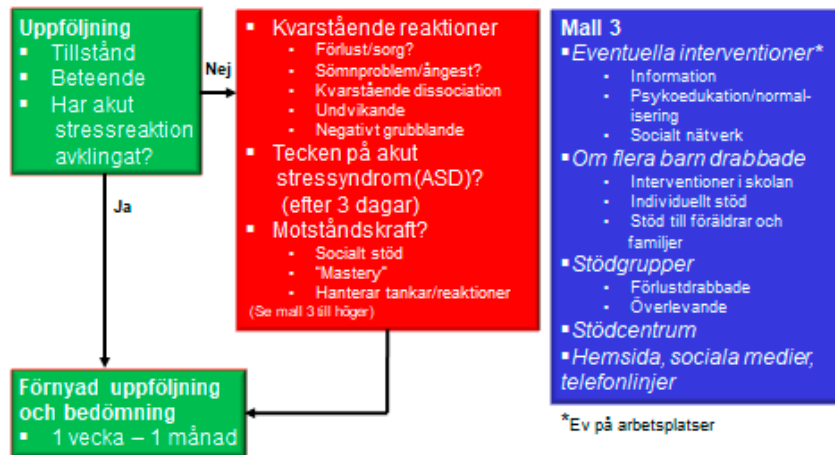 Uppföljning
▪ Tillstånd
▪ Beteende
▪ Har akut
stressreaktion
avklingat?
Nej
Ja
▪ Kvarstående reaktioner
▪ Förlust/sorg?
▪ Sömnproblem/ångest?
▪ Kvarstående dissociation
▪ Undvikande
▪ Negativt grubblande
▪ Tecken på akut
stressyndrom (ASD)?
(efter 3 dagar)
▪ Motståndskraft?
▪ Socialt stöd
▪ "Mastery"
▪ Hanterar tankar/reaktioner
(Se mall 3 till höger)
Förnyad uppföljning
och bedömning
▪ 1 vecka – 1 månad
Mall 3
▪Eventuella interventioner*
▪ Information
▪ Psykoedukation/normal-
isering
▪ Socialt nätverk
▪Om flera barn drabbade
▪ Interventioner i skolan
▪ Individuellt stöd
▪ Stöd till föräldrar och
familjer
▪Stödgrupper
▪ Förlustdrabbade
▪ Överlevande
▪Stödcentrum
▪Hemsida, sociala medier,
telefonlinjer
*Ev på arbetsplatser